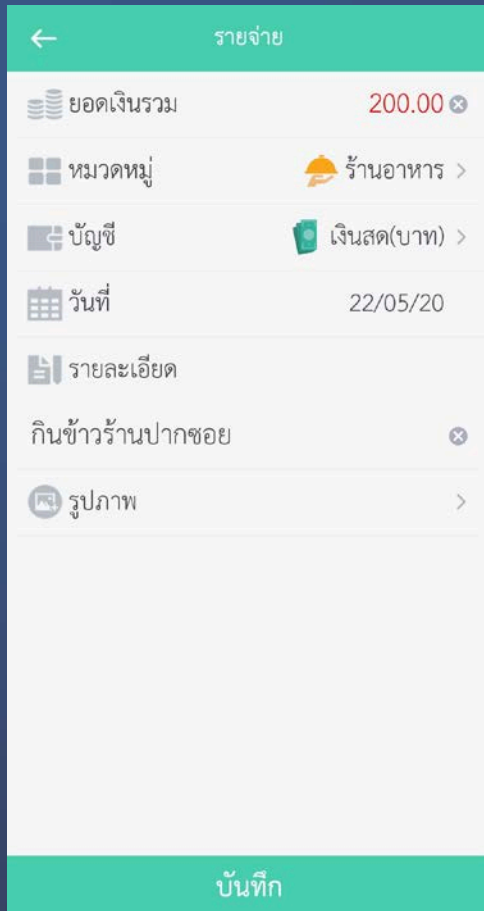 รายจ่าย
ยอดเงินรวม 200.00
หมวดหมู่ ร้านอาหาร
บัญชี เงินสด(บาท)
วันที่ 22/05/20
รายละเอียด
กินข้าวร้านปากซอย
รูปภาพ
บันทึก